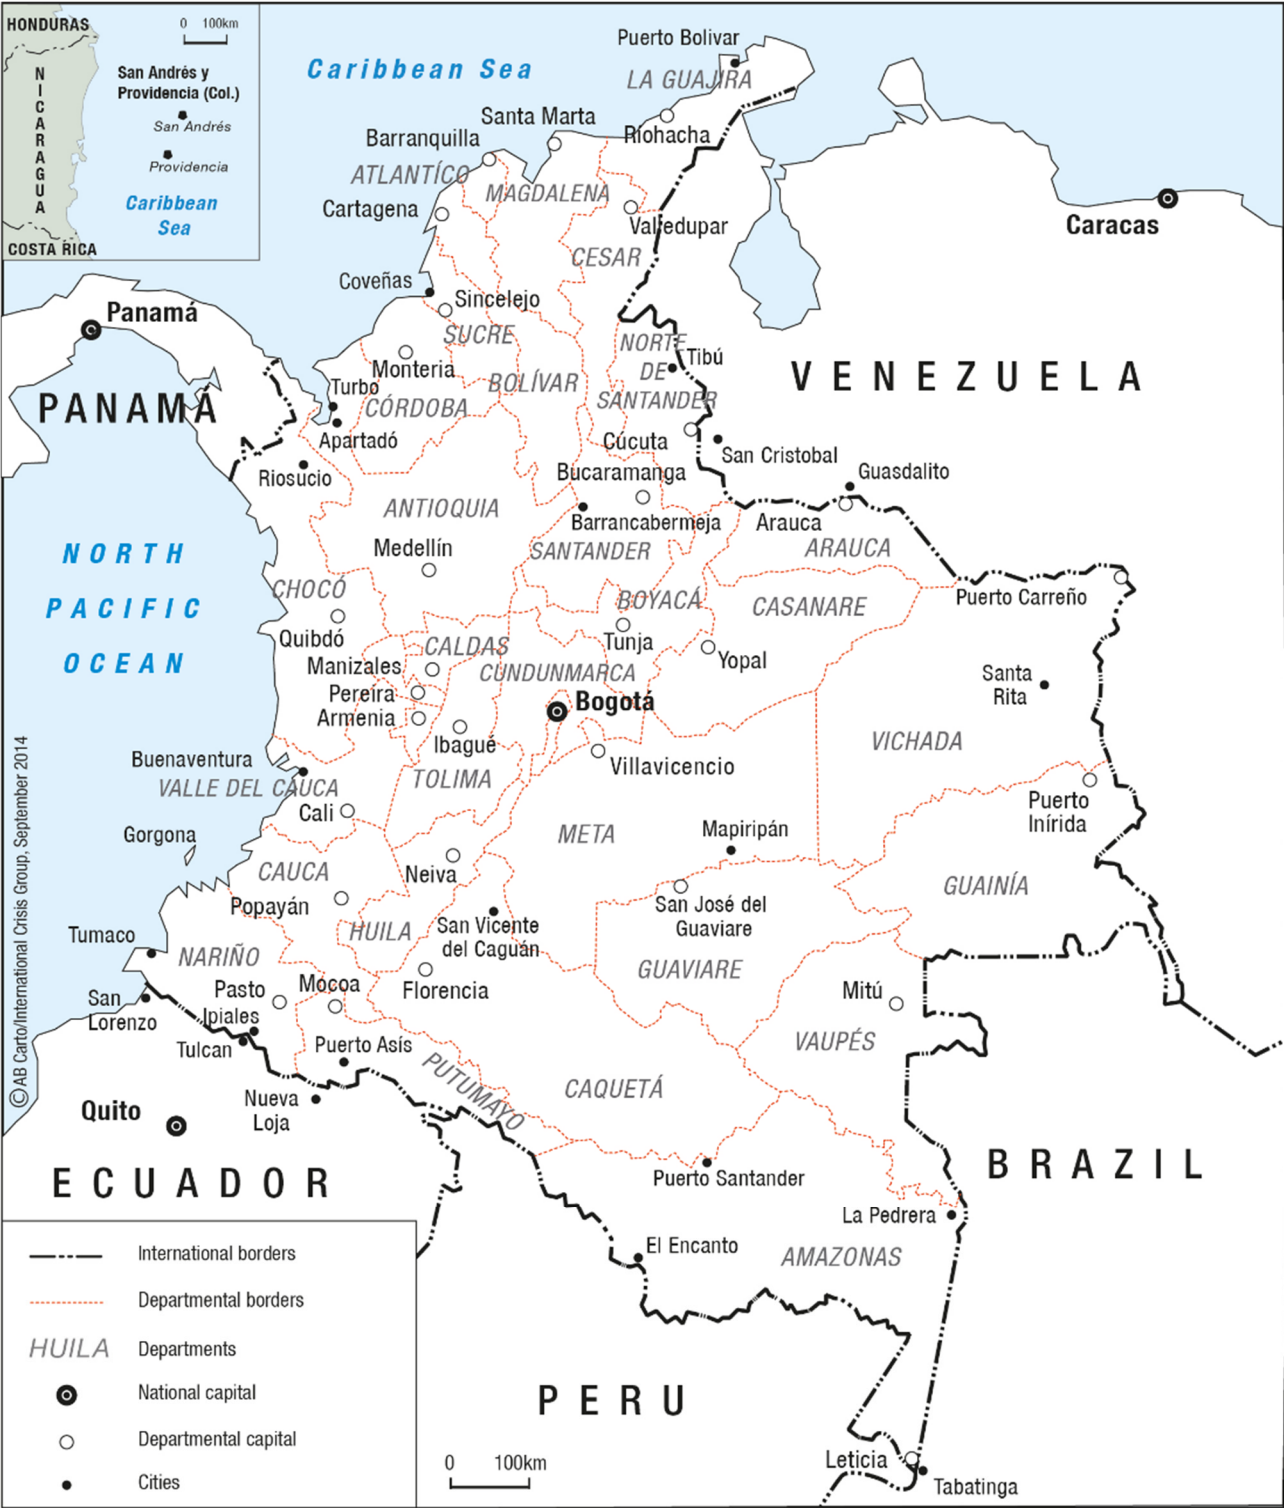 HONDURAS
0 100km
NICARAGUA
San Andrés y
Providencia (Col.)
San Andrés
Providencia
Caribbean
Sea
COSTA RICA
Caribbean Sea
Puerto Bolivar
LA GUAJIRA
Santa Marta
Ríohacha
Barranquilla
ATLANTÍCO
MAGDALENA
Cartagena
Valledupar
Caracas
CESAR
Coveñas
Sincelejo
Panamá
SUCRE
NORTE
DE
SANTANDER
Tibú
VENEZUELA
Monteria
Turbo
BOLÍVAR
PANAMÁ
CÓRDOBA
Apartadó
Cúcuta
San Cristobal
Riosucio
Bucaramanga
Guasdalito
ANTIOQUIA
Barrancabermeja
Arauca
Medellín
SANTANDER
ARAUCA
NORTH
PACIFIC
OCEAN
CHOCÓ
BOYACÁ
CASANARE
Puerto Carreño
Quibdó
CALDAS
Tunja
Manizales
CUNDUNMARCA
Yopal
Santa
Rita
Pereira
Armenia
Bogotá
Ibagué
VICHADA
Buenaventura
Villavicencio
VALLE DEL CAUCA
TOLIMA
Cali
Puerto
Inírida
Gorgona
META
Mapiripán
CAUCA
Neiva
GUAINÍA
Popayán
San José del
Guaviare
HUILA
San Vicente
del Caguán
Tumaco
NARIÑO
GUAVIARE
Pasto
Mocoa
Florencia
Mitú
San
Lorenzo
Ipiales
Tulcan
Puerto Asís
VAUPÉS
PUTUMAYO
CAQUETÁ
Quito
Nueva
Loja
BRAZIL
ECUADOR
Puerto Santander
La Pedrera
El Encanto
AMAZONAS
PERU
Leticia
Tabatinga
0 100km
©AB Carto/International Crisis Group, September 2014
International borders
Departmental borders
HUILA Departments
National capital
Departmental capital
Cities